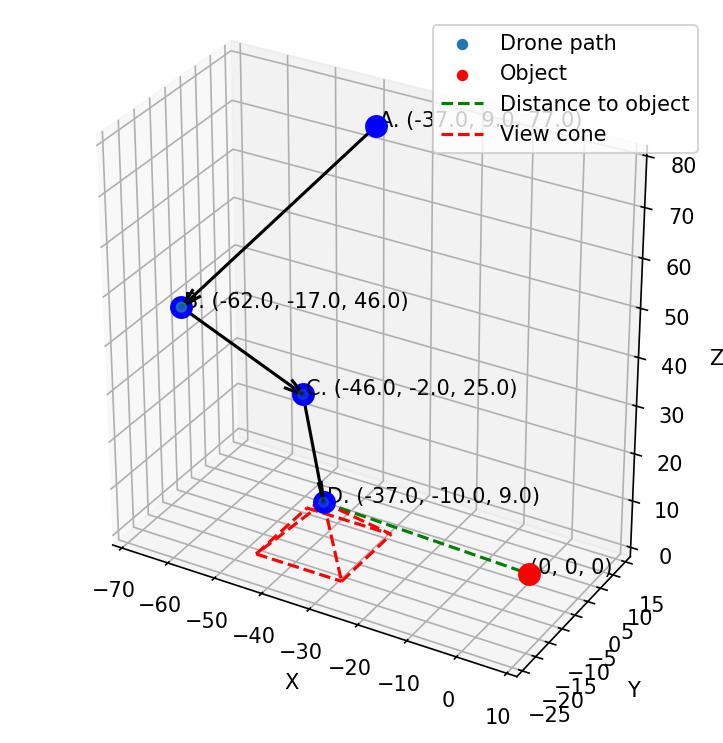 Drone path
Object
Distance to object
View cone
A. (-37.0, 9.0, 77.0)
B. (-62.0, -17.0, 46.0)
C. (-46.0, -2.0, 25.0)
D. (-37.0, -10.0, 9.0)
(0, 0, 0)
80
70
60
50
40
30
20
10
0
Z
−70
−60
−50
−40
−30
−20
−10
0
10
X
15
10
5
0
−5
−10
−15
−20
−25
Y